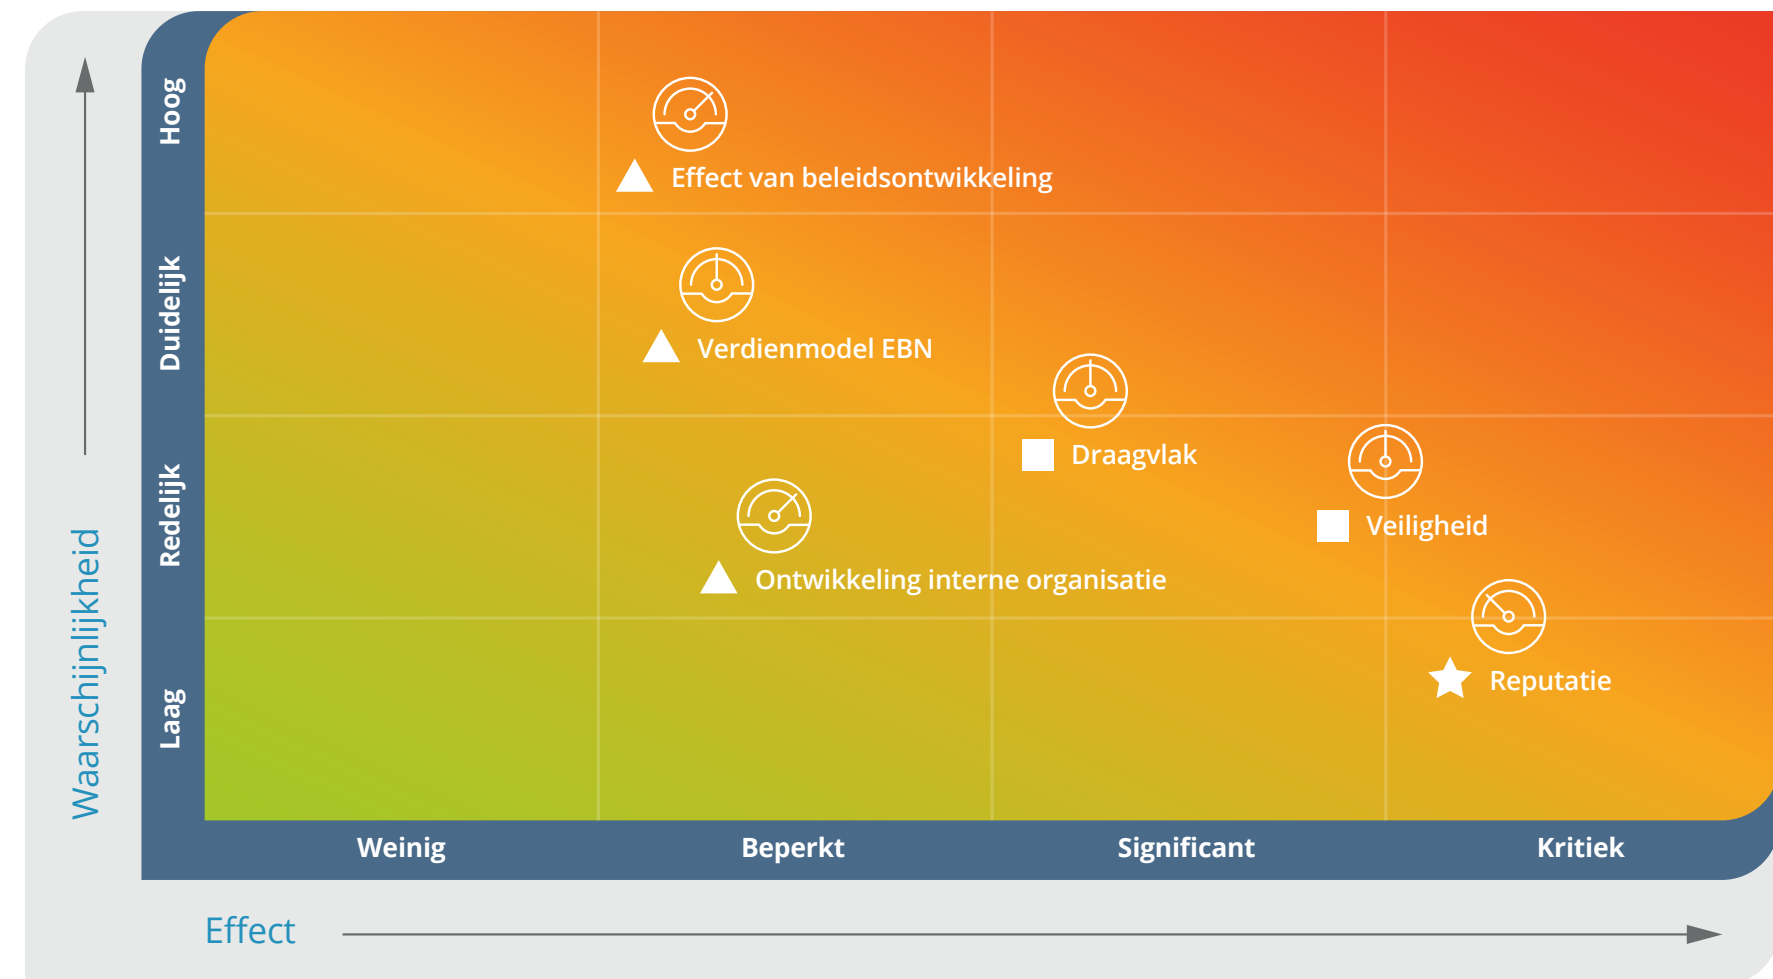 Waarschijnlijkheid
Hoog
Duidelijk
Redelijk
Laag
Effect van beleidsontwikkeling
Verdienmodel EBN
Draagvlak
Veiligheid
Ontwikkeling interne organisatie
Reputatie
Weinig
Beperkt
Significant
Kritiek
Effect